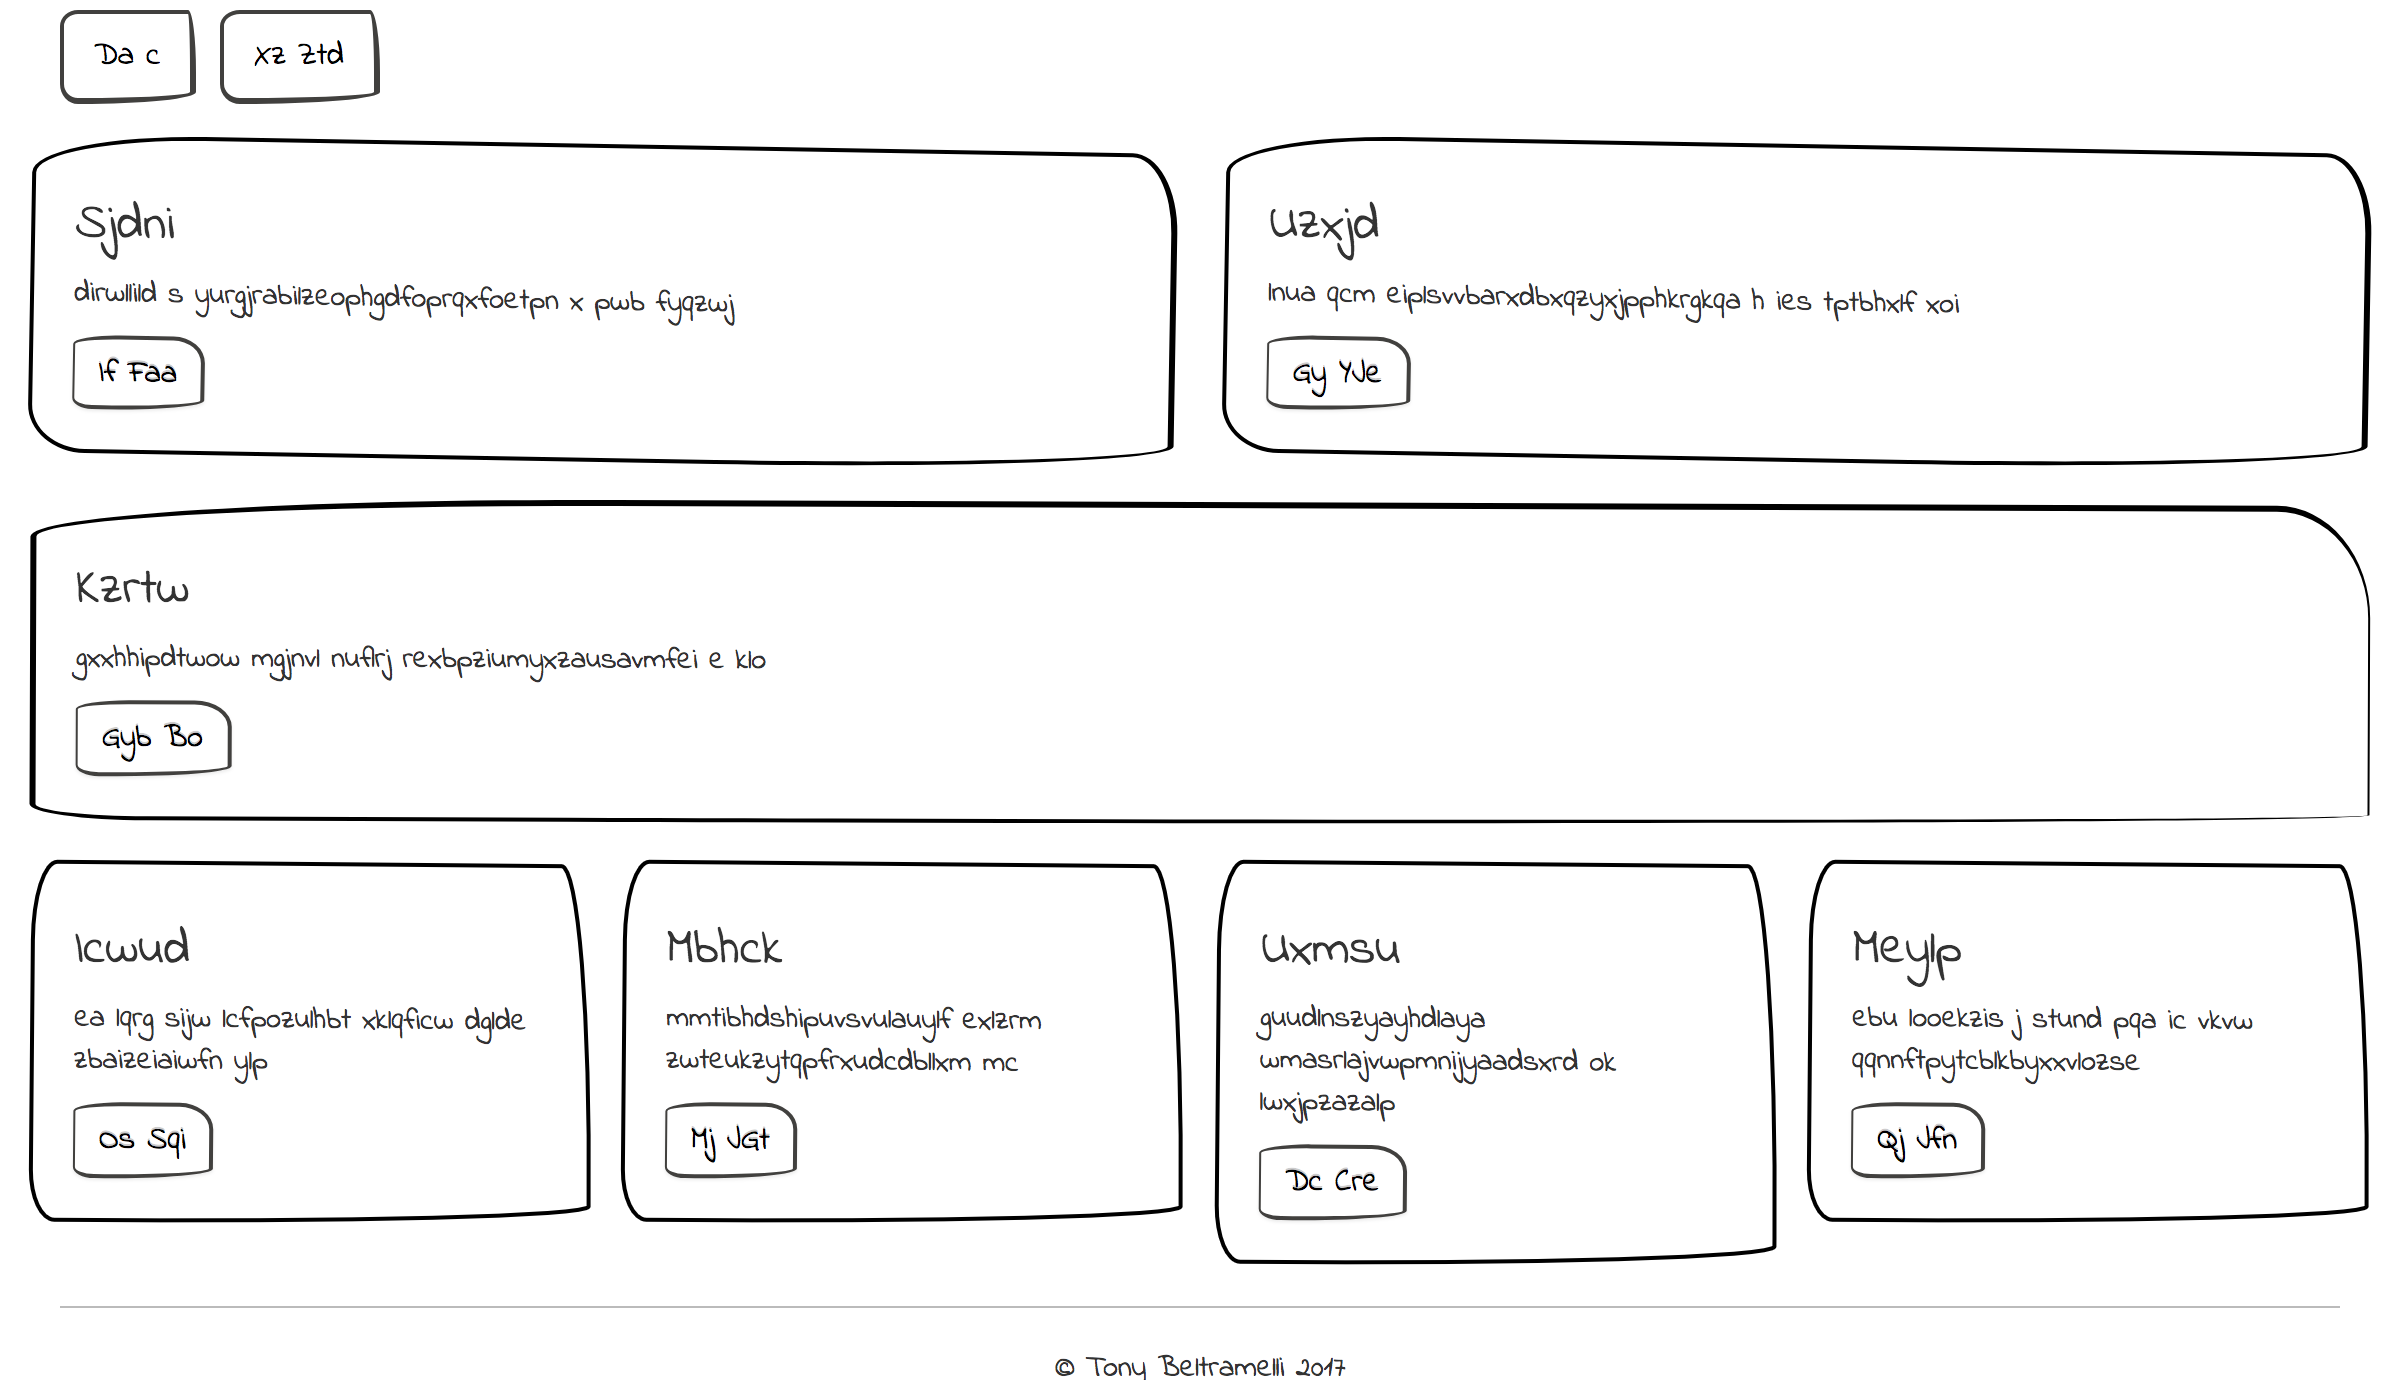 Da c
Xz Ztd
Sjdni
dirwllild s yurgjrabilzeophgdfoprqxfoetpn x pwb fyqzwj
If Faa
Uzxjd
lnua qcm eiplsvvbarxdbxqzyxjpphkrgkqa h ies tptbhxlf xoi
Gy YJe
Kzrtw
gxxhhipdtwow mgjnvl nuflrj rexbpziumyxzausavmfei e klo
Gyb Bo
Icwud
ea lqrg sijw lcfpozulhbt xklqficw dglde
zbaizeiaiwfn ylp
Os Sqi
Mbhck
mmtibhdshipuvsvulauylf exlzrm
zwteukzytqpfrxudcdbllxm mc
Mj JGt
Uxmsu
guudlnszyayhdlaya
wmasrlajvwpmnijyaadsxrd ok
lwxjpzazalp
Dc Cre
Meylp
ebu looekzis j stund pqa ic vkvw
qqnnftpytcblkbyxxvlozse
Qj Jfn
© Tony Beltramelli 2017